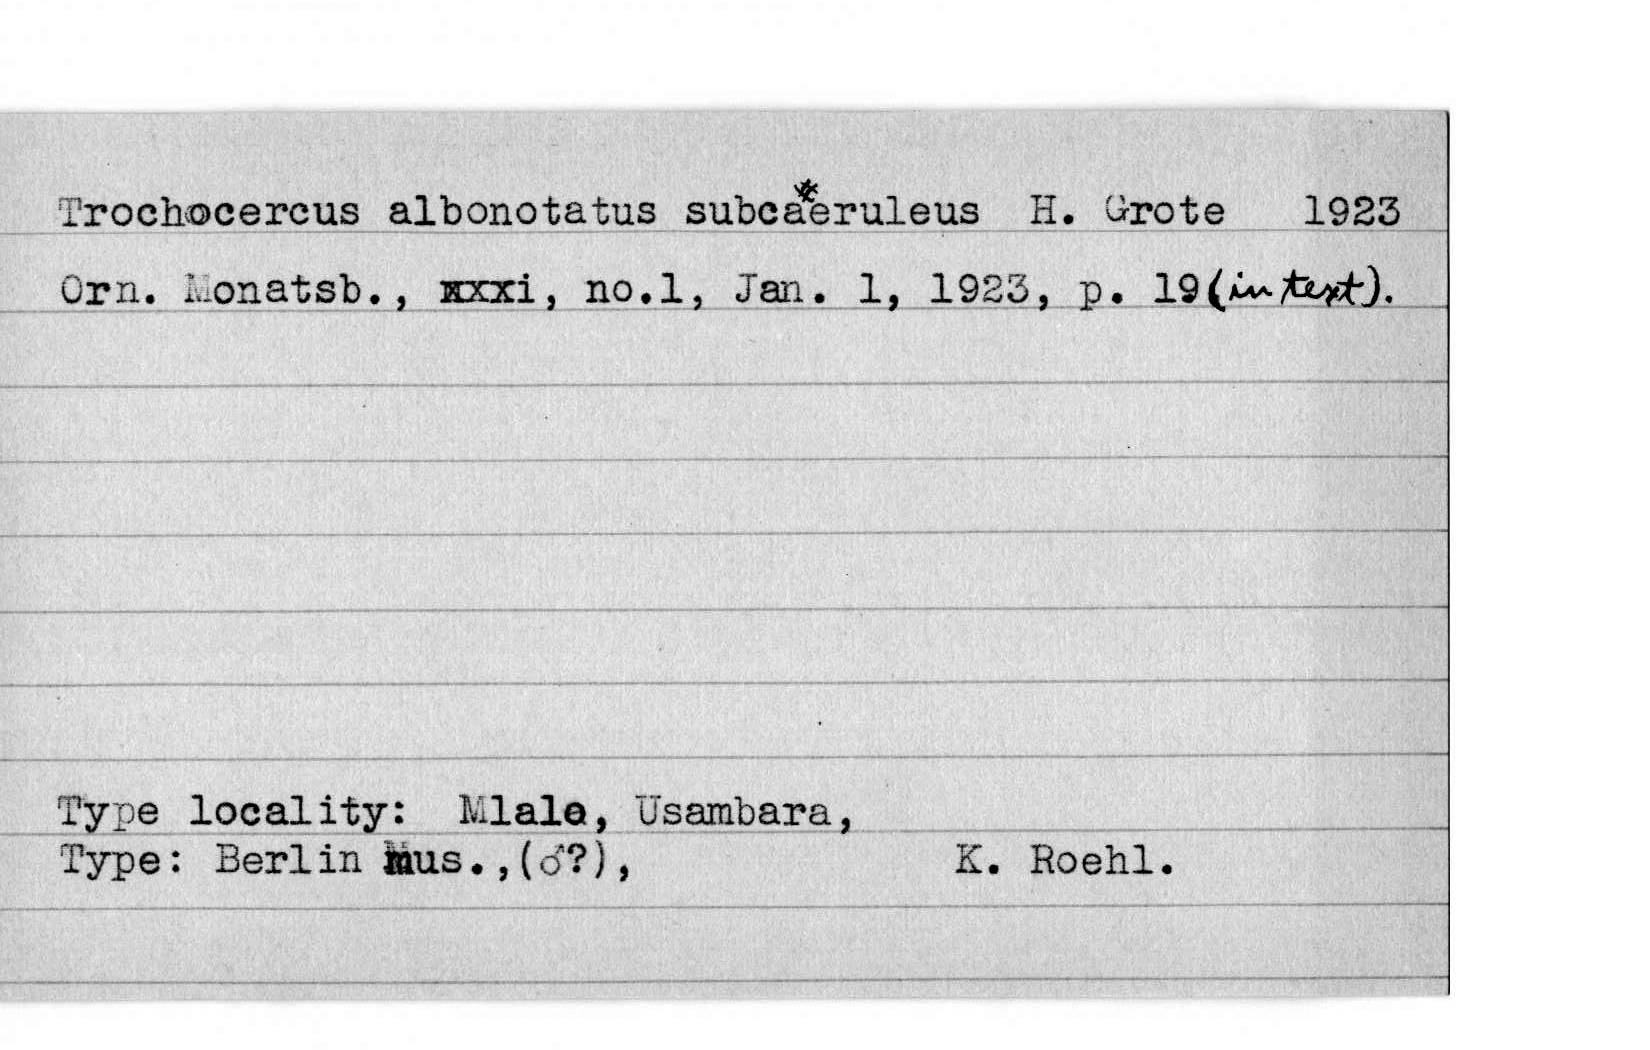 Trochocercus albonotatus subcaeruleus H. Grote 1923
Orn. Monatsb., xxxi, no.1, Jan. 1, 1923, p. 19 (in text).
Type locality: Mlalo, Usambara,
Type: Berlin Mus.,(♂?), K. Roehl.